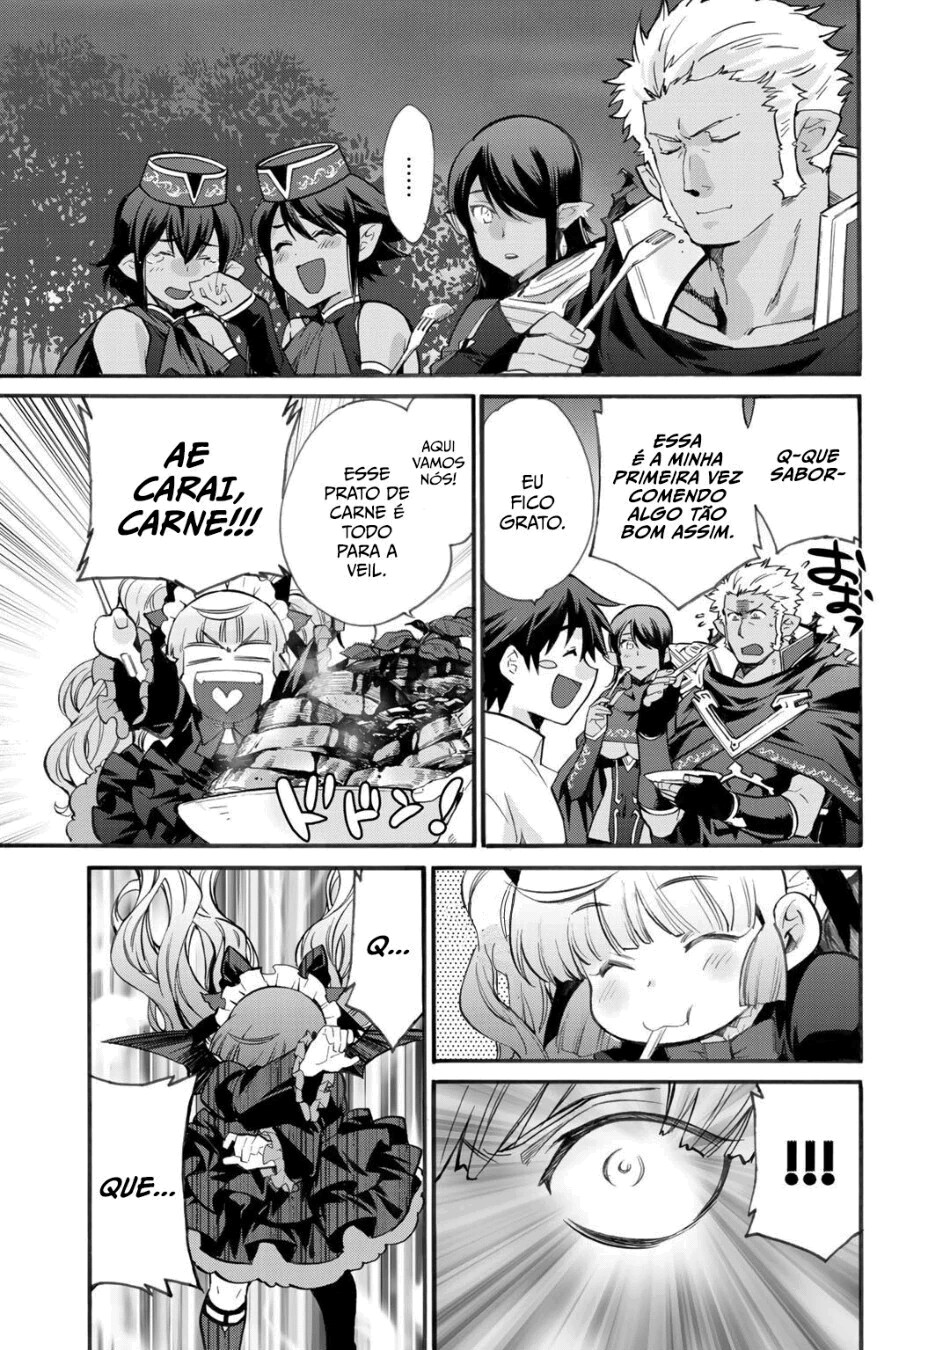 ........
Q-QUE
SABOR-
ESSA
É A MINHA
PRIMEIRA VEZ
COMENDO
ALGO TÃO
BOM ASSIM.
EU
FICO
GRATO.
おおっ
AQUI
VAMOS
NÓS!
ESSE
PRATO DE
CARNE É
TODO
PARA A
VEIL.
AE
CARAI,
CARNE!!!
ドドン!
!!!
Q...
QUE...